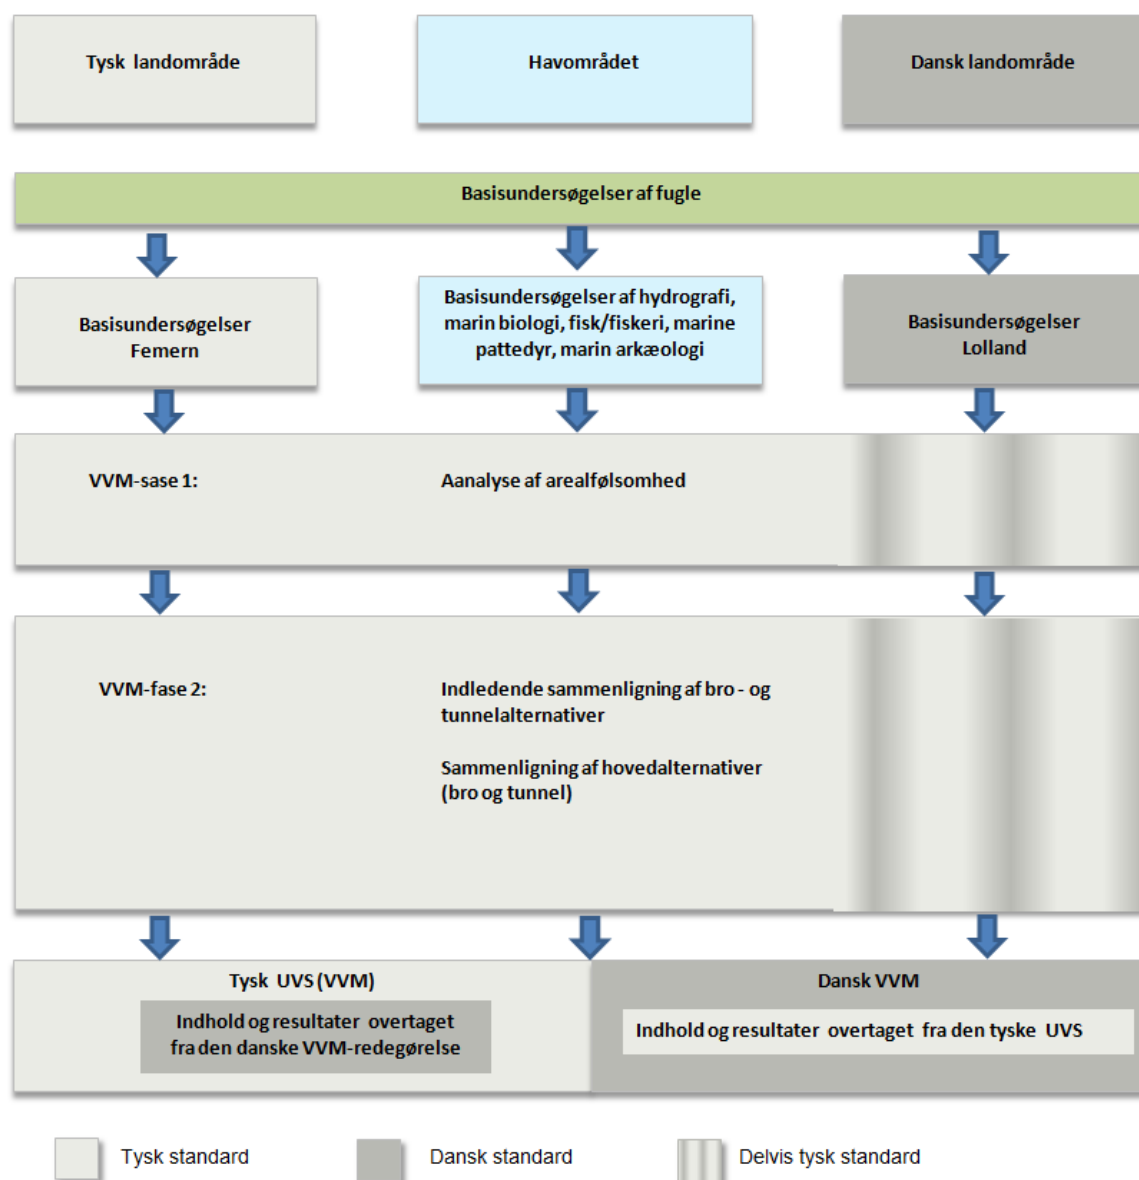 Tysk landområde
Havområdet
Dansk landområde
Basisundersøgelser af fugle
Basisundersøgelser
Femern
Basisundersøgelser af hydrografi,
marin biologi, fisk/fiskeri, marine
pattedyr, marin arkæologi
Basisundersøgelser
Lolland
VVM-sase 1:
Aanalyse af arealfølsomhed
VVM-fase 2:
Indledende sammenligning af bro - og
tunnelalternativer
Sammenligning af hovedalternativer
(bro og tunnel)
Tysk UVS (VVM)
Indhold og resultater overtaget
fra den danske VVM-redegørelse
Dansk VVM
Indhold og resultater overtaget fra den tyske UVS
Tysk standard
Dansk standard
Delvis tysk standard